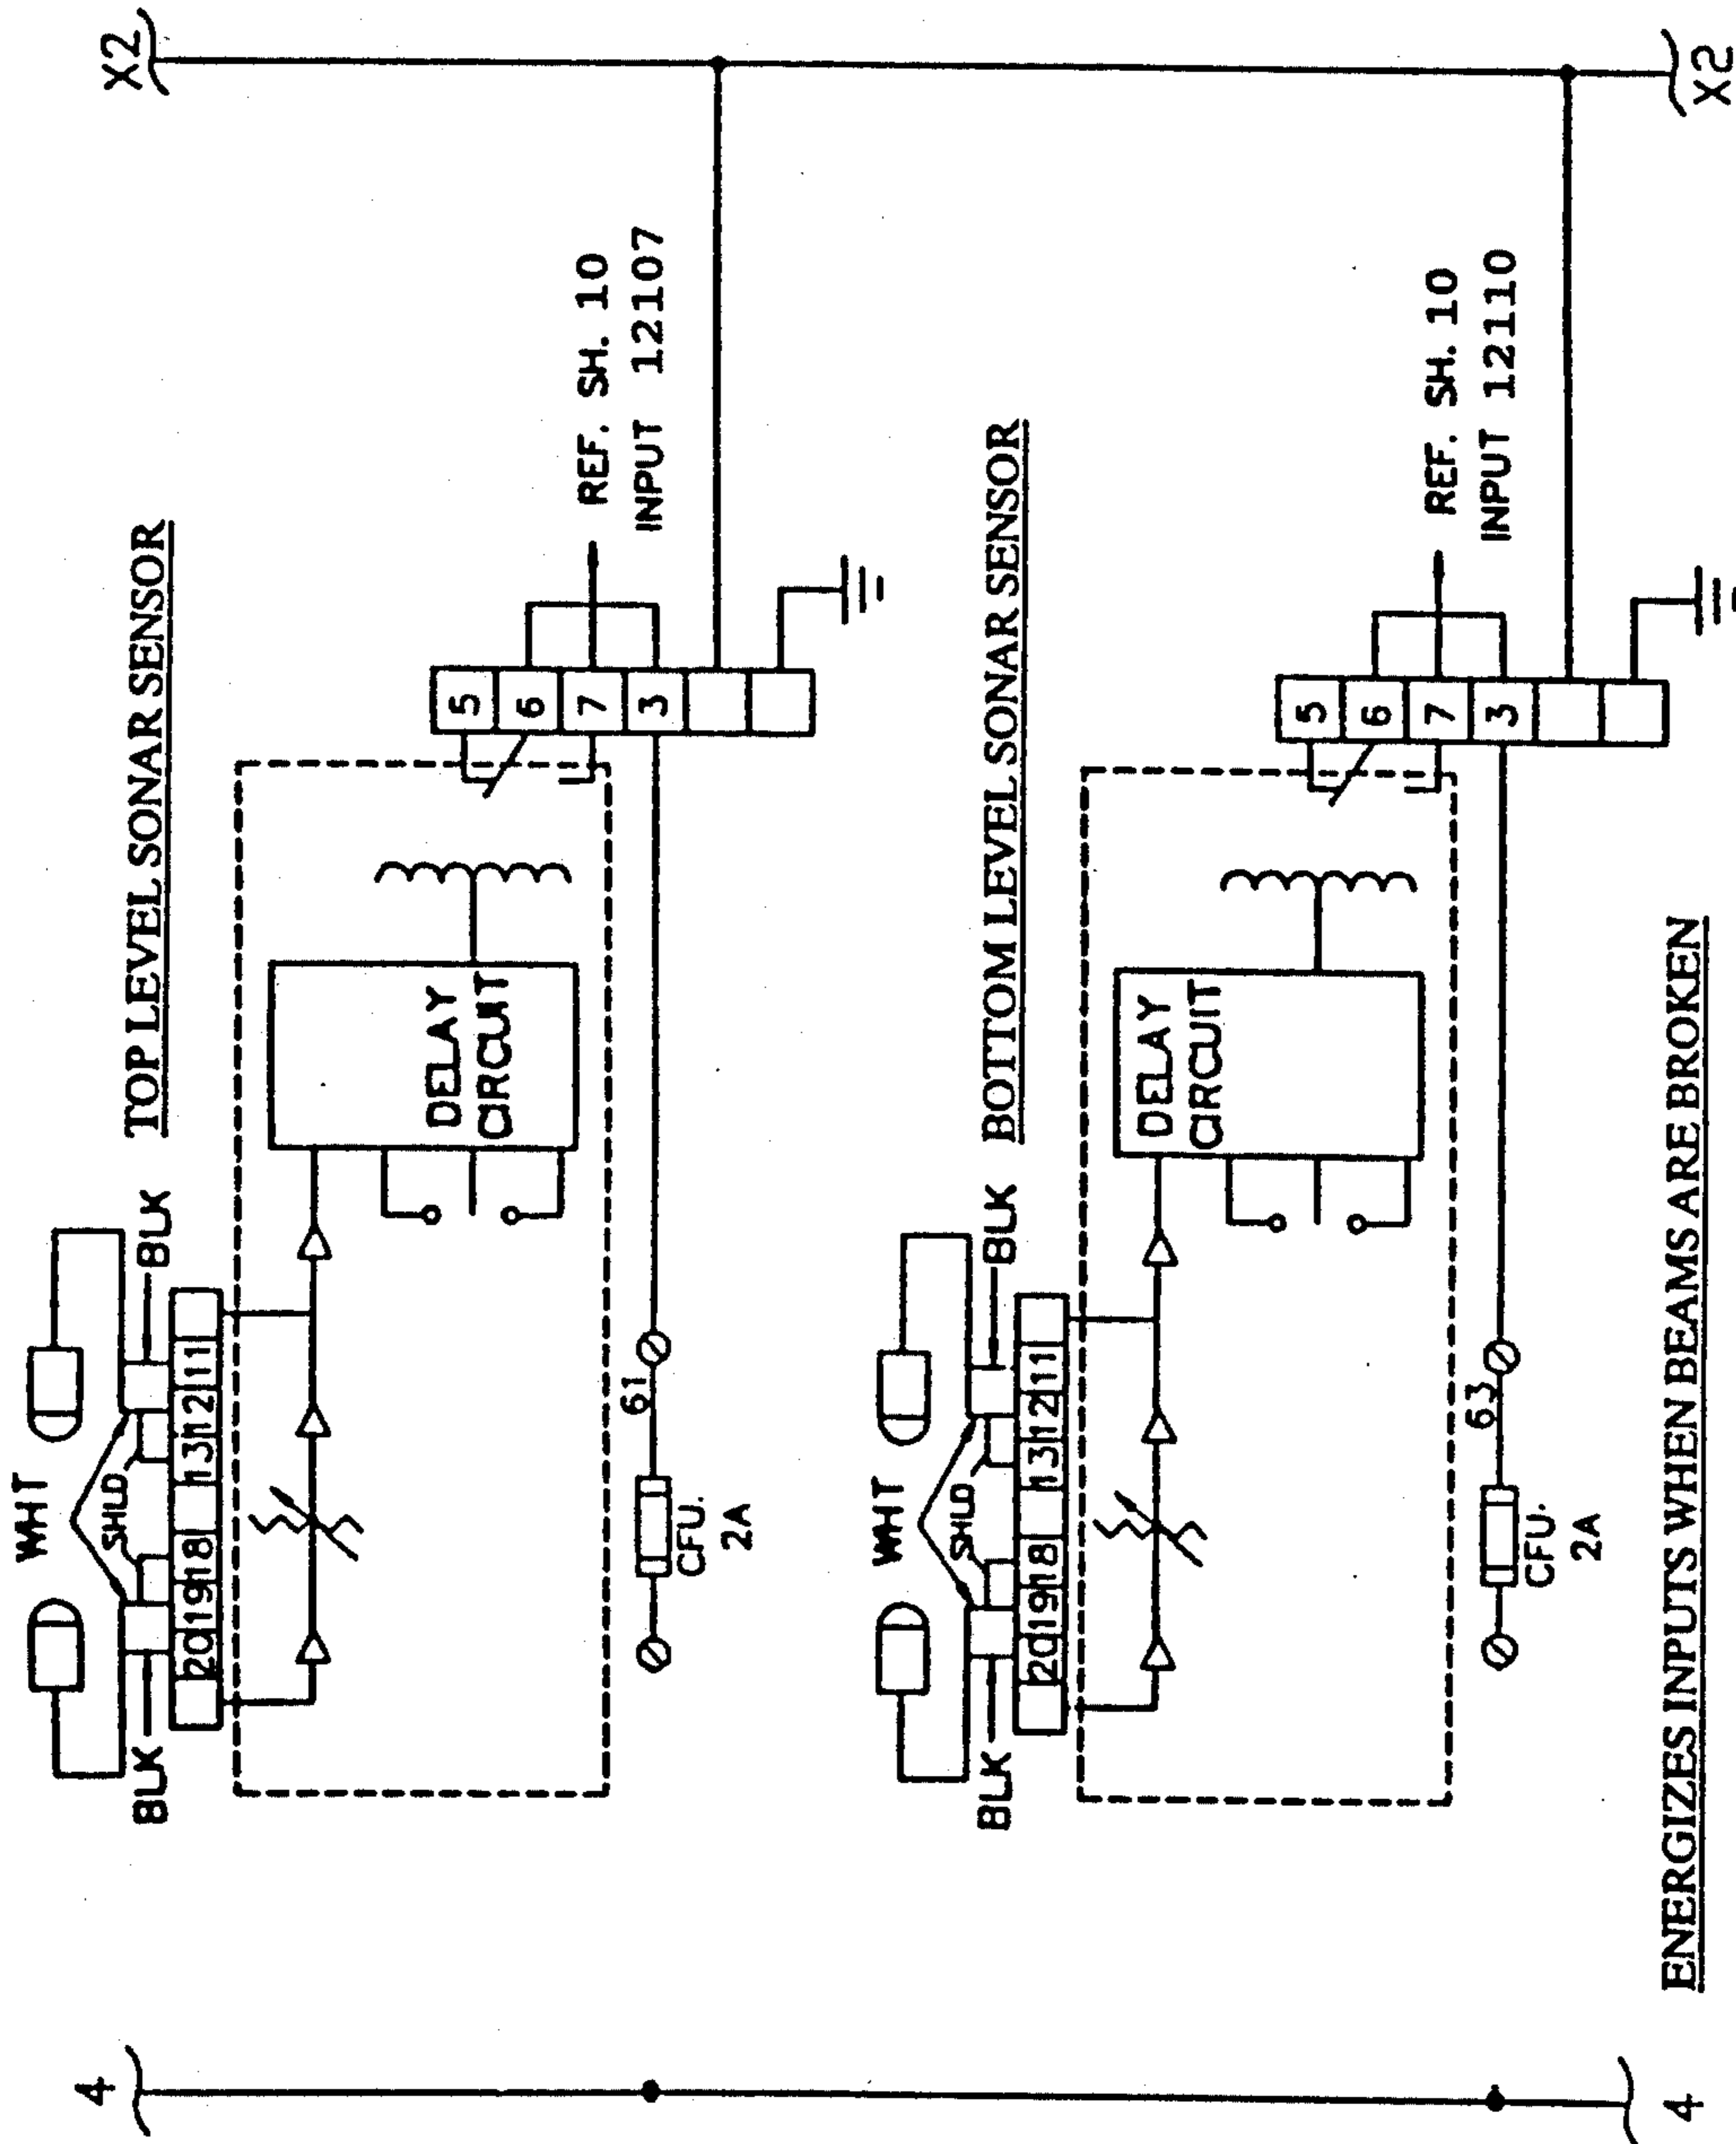 4
X2
WHT
BLK
SHLD
BLK
TOP LEVEL SONAR SENSOR
20 19 18 13 12 11
DELAY
CIRCUIT
5
6
7
3
REF. SH. 10
INPUT 12107
61
CFU.
2A
WHT
BLK
SHLD
BLK
BOTTOM LEVEL SONAR SENSOR
20 19 18 13 12 11
DELAY
CIRCUIT
5
6
7
3
REF. SH. 10
INPUT 12110
63
CFU.
2A
4
ENERGIZES INPUTS WHEN BEAMS ARE BROKEN
X2